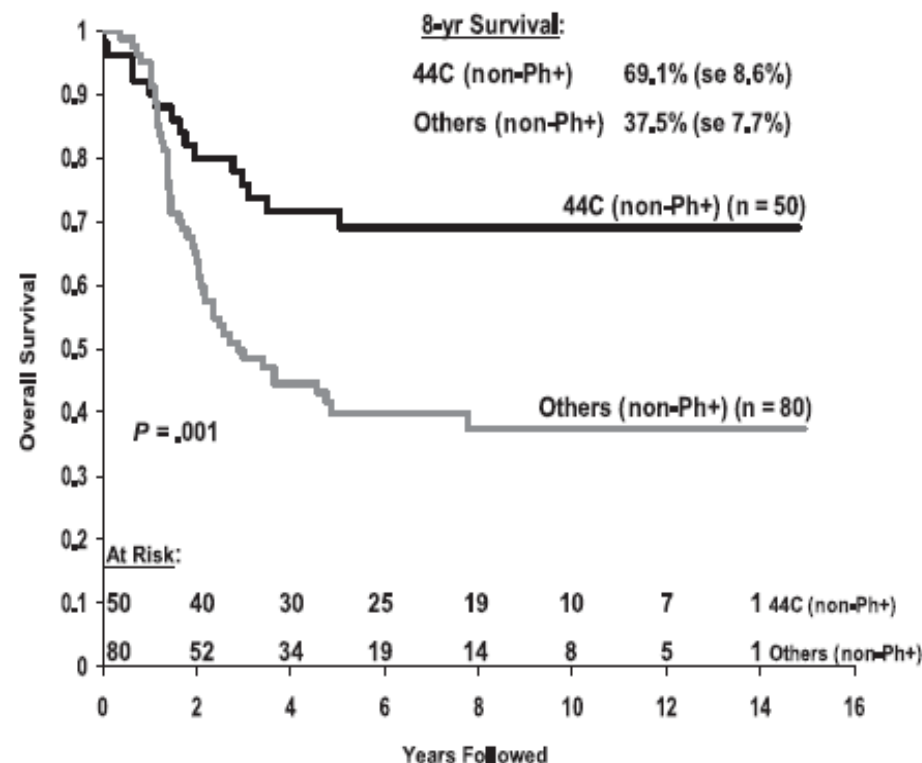 8-yr Survival:
44C (non-Ph+) 69.1% (se 8.6%)
Others (non-Ph+) 37.5% (se 7.7%)
44C (non-Ph+) (n = 50)
Others (non-Ph+) (n = 80)
P = .001
Overall Survival
1
0.9
0.8
0.7
0.6
0.5
0.4
0.3
0.2
0.1
0
At Risk:
50 40 30 25 19 10 7 1 44C (non-Ph+)
80 52 34 19 14 8 5 1 Others (non-Ph+)
0 2 4 6 8 10 12 14 16
Years Followed